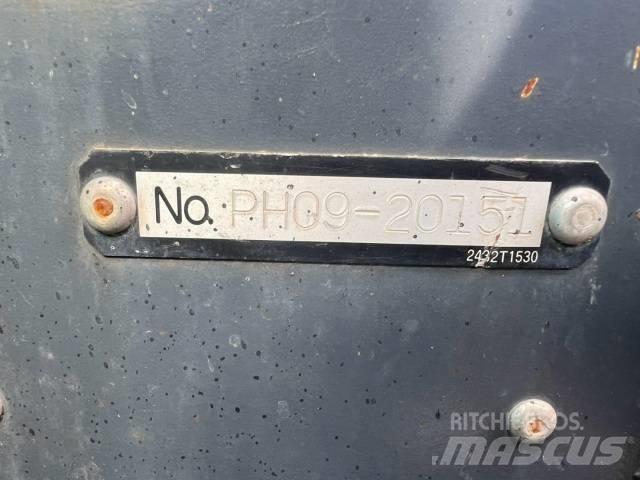 No. PH09-20151
2432T1530
RITCHIE BROS.
MASCUS